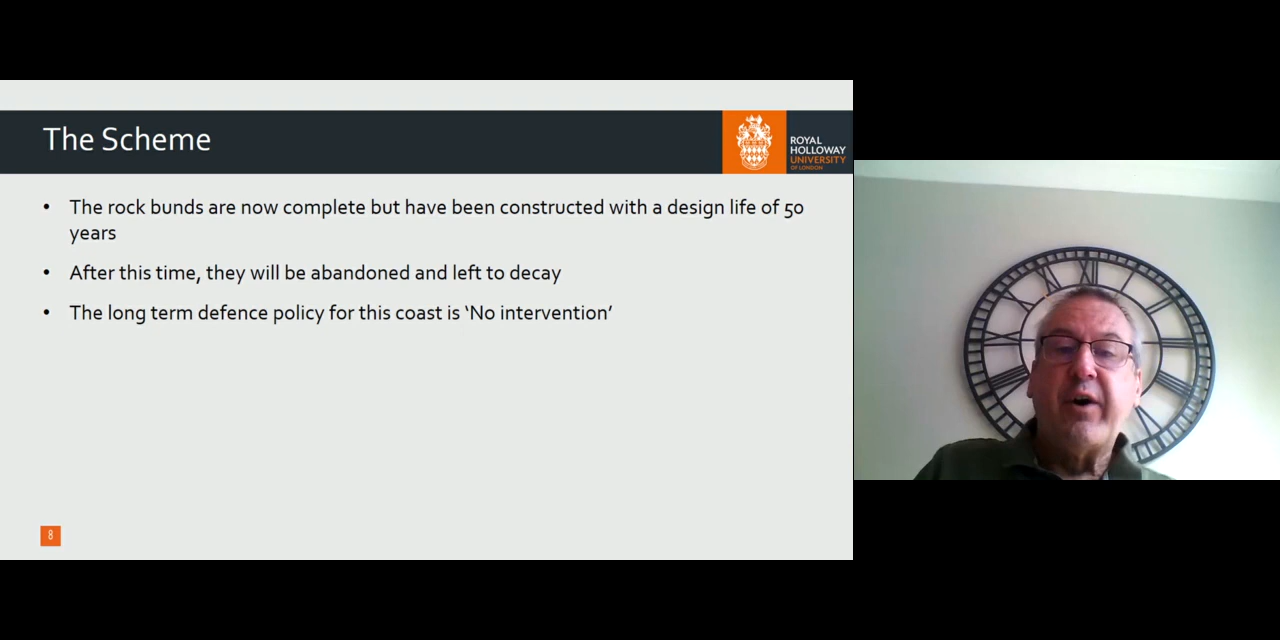 The Scheme
ROYAL
HOLLOWAY
UNIVERSITY
OF LONDON
• The rock bunds are now complete but have been constructed with a design life of 50
years
• After this time, they will be abandoned and left to decay
• The long term defence policy for this coast is ‘No intervention’
8